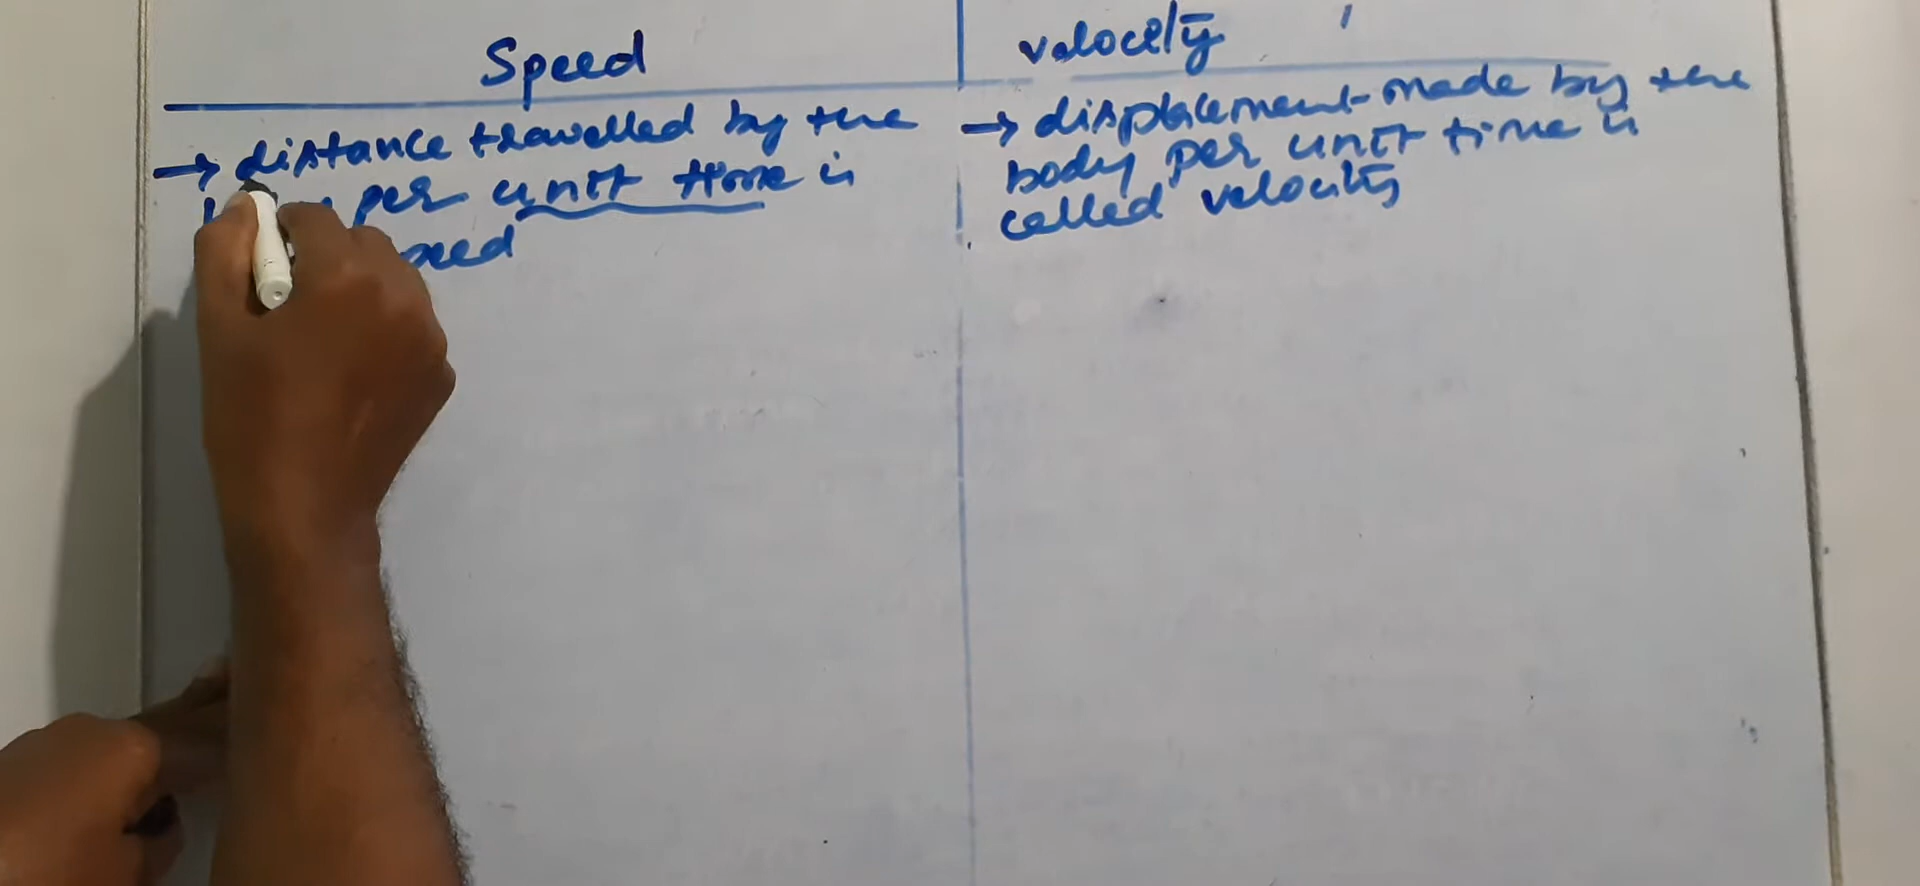 Speed
velocity
→ distance travelled by the
per unit time is
→ displacement made by the
body per unit time is
called velocity